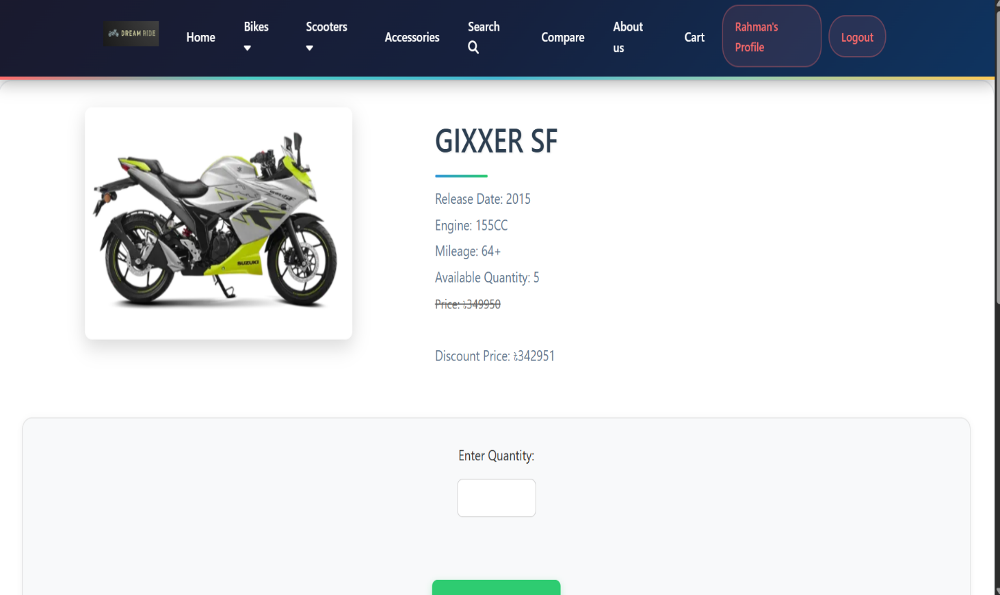 DREAM RIDE
Home
Bikes
Scooters
Accessories
Search
Compare
About
us
Cart
Rahman's
Profile
Logout
GIXXER SF
Release Date: 2015
Engine: 155CC
Mileage: 64+
Available Quantity: 5
Price: ৳349950
Discount Price: ৳342951
SUZUKI
Enter Quantity: